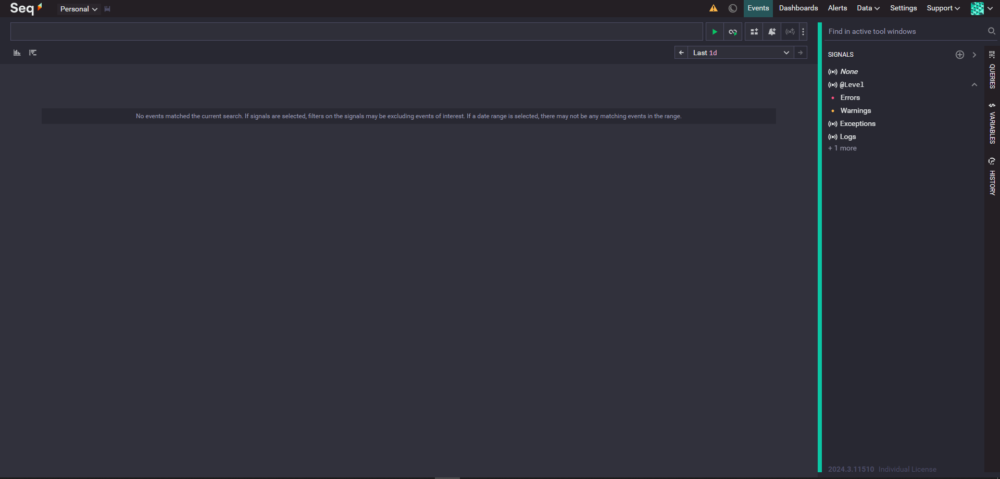 Seq
Personal
Events
Dashboards
Alerts
Data
Settings
Support
Find in active tool windows
Last 1d
SIGNALS
None
@Level
Errors
Warnings
Exceptions
Logs
+ 1 more
QUERIES
VARIABLES
HISTORY
No events matched the current search. If signals are selected, filters on the signals may be excluding events of interest. If a date range is selected, there may not be any matching events in the range.
2024.3.11510 Individual License